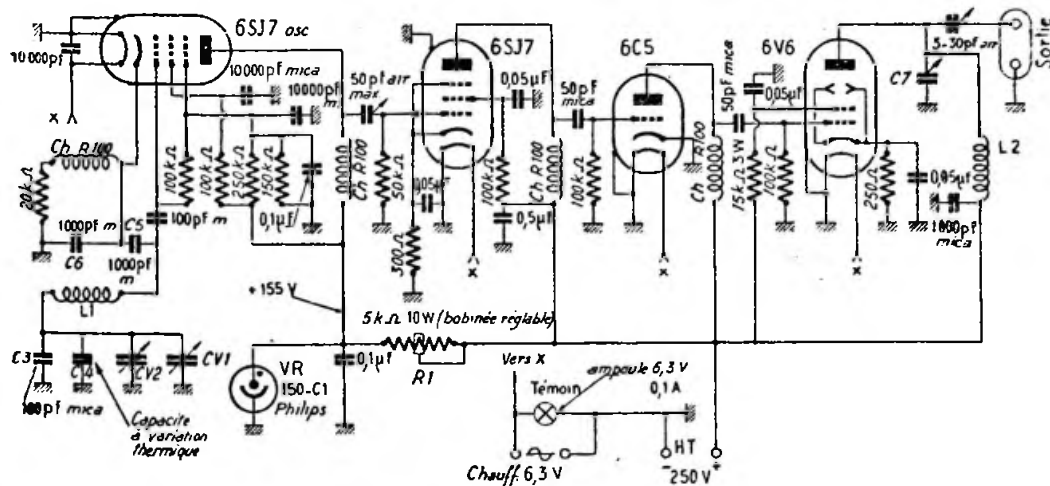 6SJ7 osc
10000pf
10000pf mica
10000pf
m.
X
Ch R100
20kΩ
1000pf m
C5
C6
1000pf
m
100pf m
100kΩ
100kΩ
250kΩ
150kΩ
0,1µf
L1
C3
C4
CV2
CV1
100pf mica
Capacité
à variation
thermique
+155 V
VR
150-C1
Philips
0,1µf
5kΩ 10W (bobinée réglable)
R1
50pf air
max
Ch R100
50kΩ
6SJ7
0,05µF
0,05µf
300Ω
100kΩ
0,5µf
X
Ch R100
50pf
mica
100kΩ
6C5
X
Ch R100
50pf mica
15kΩ 3W
0,05µf
100kΩ
6V6
X
250Ω
0,05µf
1000pf
mica
C7
5-30pf air
Sortie
L2
Vers X
ampoule 6,3 V
0,1A
Témoin
Chauff. 6,3 V
HT
- 250 V +